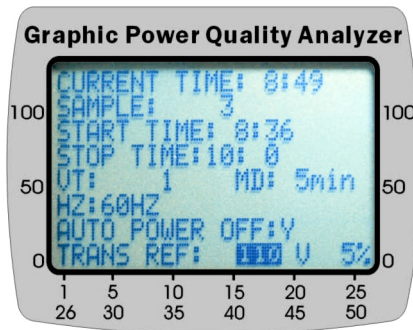 Graphic Power Quality Analyzer
CURRENT TIME: 8:49
SAMPLE: 3
START TIME: 8:36
STOP TIME:10: 0
VT: 1 MD: 5min
HZ:60HZ
AUTO POWER OFF:Y
TRANS REF: 110 V 5%
100 100
50 50
0 0
1 5 10 15 20 25
26 30 35 40 45 50